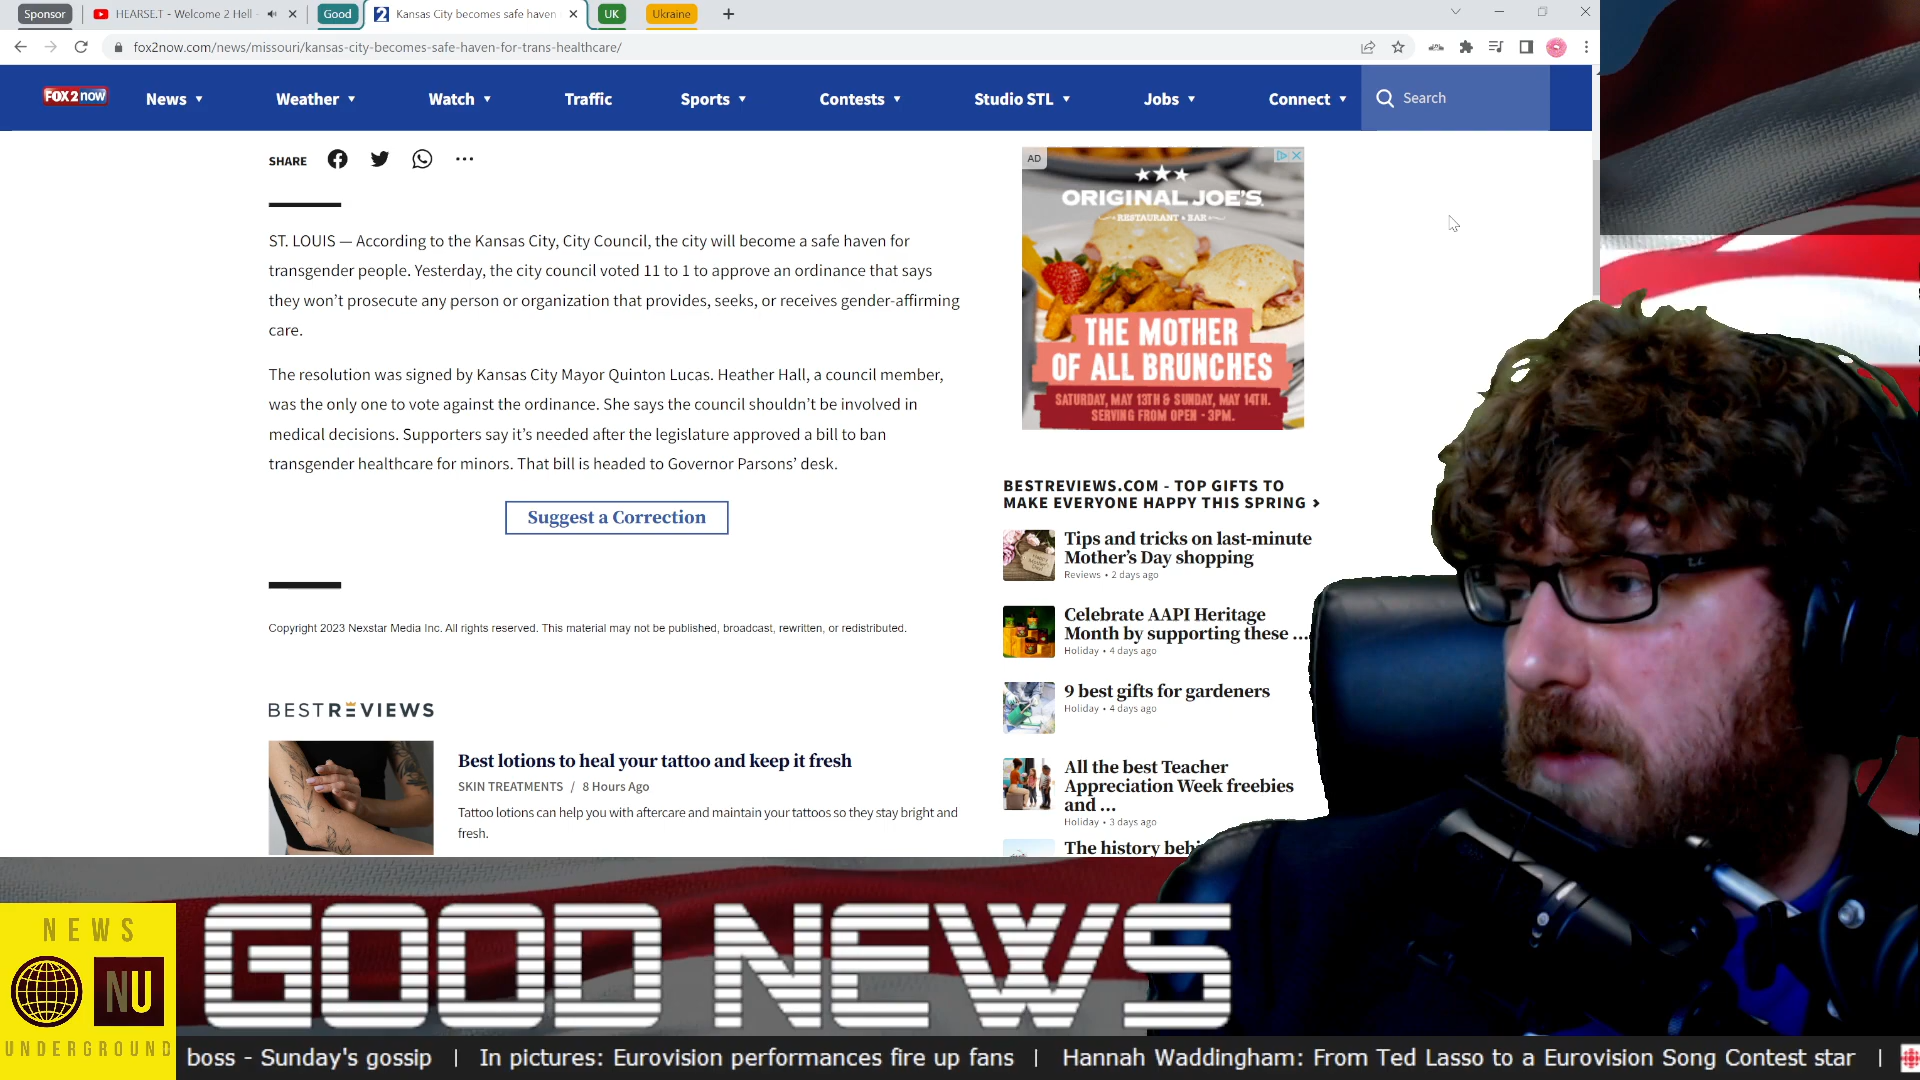 Sponsor
HEARSE.T - Welcome 2 Hell -
Good
Kansas City becomes safe haven
UK
Ukraine
fox2now.com/news/missouri/kansas-city-becomes-safe-haven-for-trans-healthcare/
FOX 2 now
News
Weather
Watch
Traffic
Sports
Contests
Studio STL
Jobs
Connect
Search
SHARE
ST. LOUIS — According to the Kansas City, City Council, the city will become a safe haven for
transgender people. Yesterday, the city council voted 11 to 1 to approve an ordinance that says
they won't prosecute any person or organization that provides, seeks, or receives gender-affirming
care.
The resolution was signed by Kansas City Mayor Quinton Lucas. Heather Hall, a council member,
was the only one to vote against the ordinance. She says the council shouldn't be involved in
medical decisions. Supporters say it's needed after the legislature approved a bill to ban
transgender healthcare for minors. That bill is headed to Governor Parsons' desk.
Suggest a Correction
Copyright 2023 Nexstar Media Inc. All rights reserved. This material may not be published, broadcast, rewritten, or redistributed.
BESTREVIEWS
Best lotions to heal your tattoo and keep it fresh
SKIN TREATMENTS / 8 Hours Ago
Tattoo lotions can help you with aftercare and maintain your tattoos so they stay bright and
fresh.
AD
ORIGINAL JOE'S
RESTAURANT BAR
THE MOTHER
OF ALL BRUNCHES
SATURDAY, MAY 13TH & SUNDAY, MAY 14TH.
SERVING FROM OPEN - 3PM.
BESTREVIEWS.COM - TOP GIFTS TO
MAKE EVERYONE HAPPY THIS SPRING ›
Tips and tricks on last-minute
Mother's Day shopping
Reviews • 2 days ago
Celebrate AAPI Heritage
Month by supporting these ...
Holiday • 4 days ago
9 best gifts for gardeners
Holiday • 4 days ago
All the best Teacher
Appreciation Week freebies
and ...
Holiday • 3 days ago
The history behi
NEWS
NU
UNDERGROUND
GOOD NEWS
boss - Sunday's gossip | In pictures: Eurovision performances fire up fans | Hannah Waddingham: From Ted Lasso to a Eurovision Song Contest star |